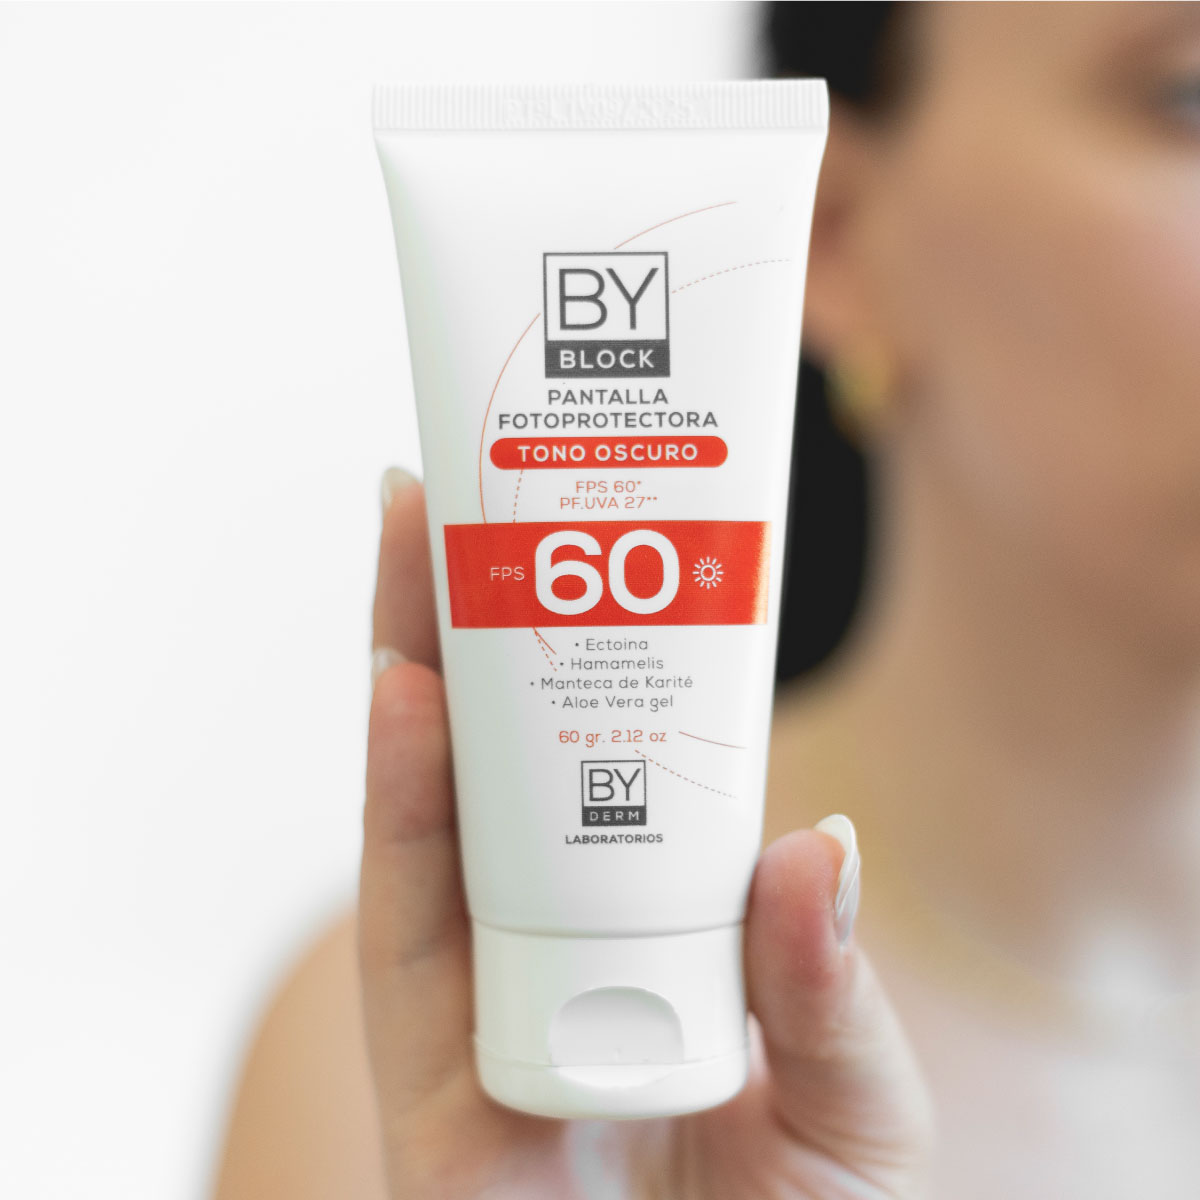 BY
BLOCK
PANTALLA
FOTOPROTECTORA
TONO OSCURO
FPS 60*
PF.UVA 27**
FPS 60
• Ectoina
• Hamamelis
• Manteca de Karité
• Aloe Vera gel
60 gr. 2.12 oz
BY
DERM
LABORATORIOS